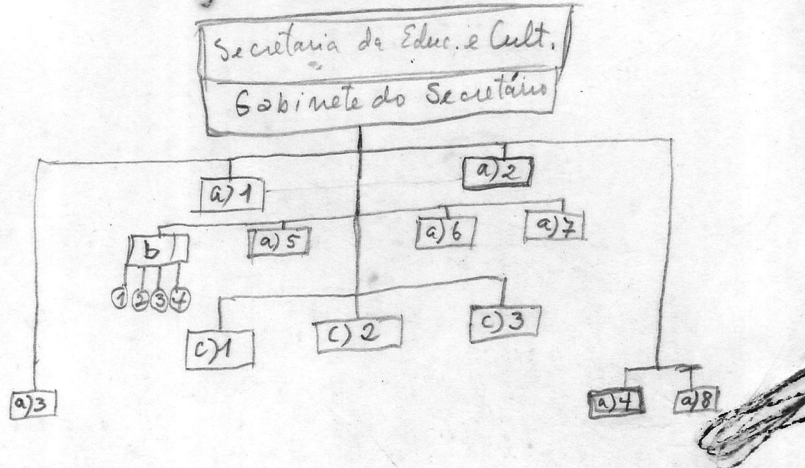 Secretaria da Educ. e Cult.
Gabinete do Secretário
a) 1
a) 2
b
a) 5
a) 6
a) 7
1 2 3 4
c) 1
c) 2
c) 3
a) 3
a) 4
a) 8